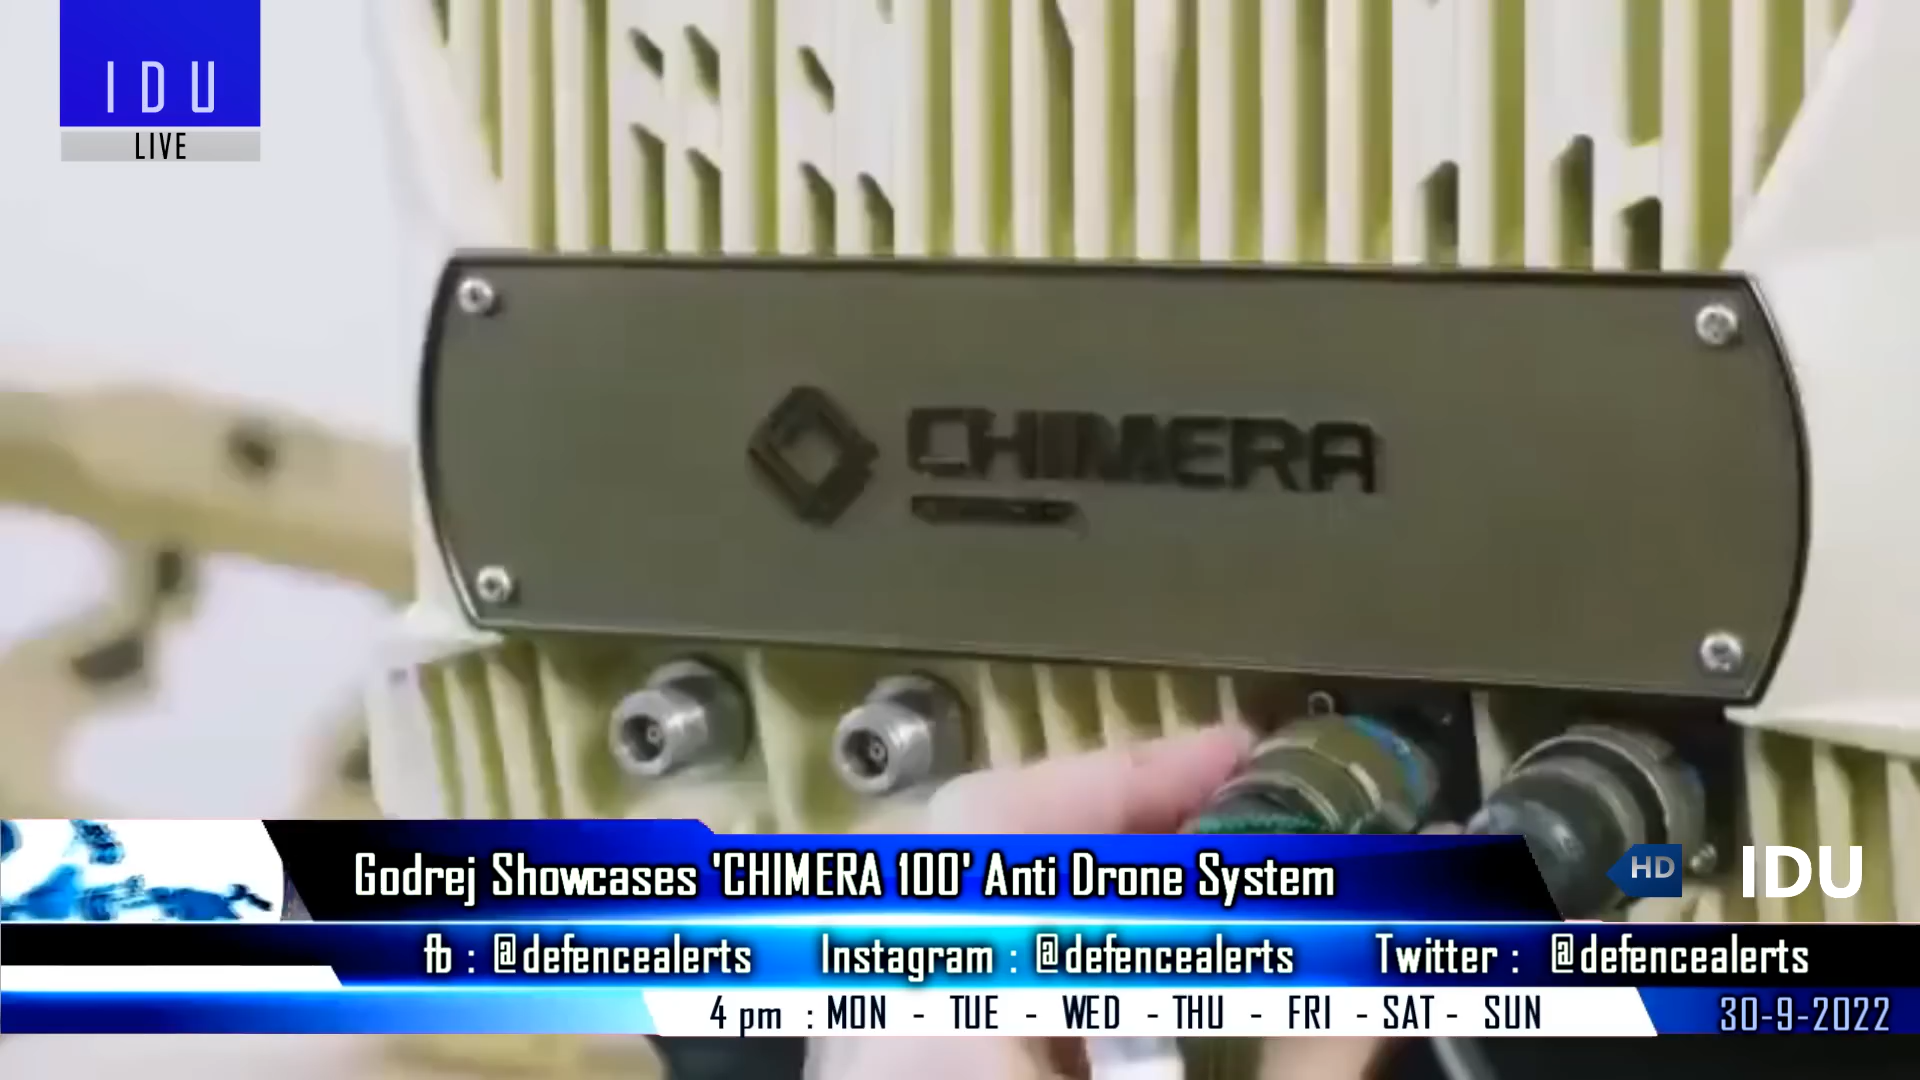 IDU
LIVE
CHIMERA
Godrej Showcases 'CHIMERA 100' Anti Drone System
HD
IDU
fb : @defencealerts Instagram : @defencealerts Twitter : @defencealerts
4 pm : MON - TUE - WED - THU - FRI - SAT - SUN
30-9-2022